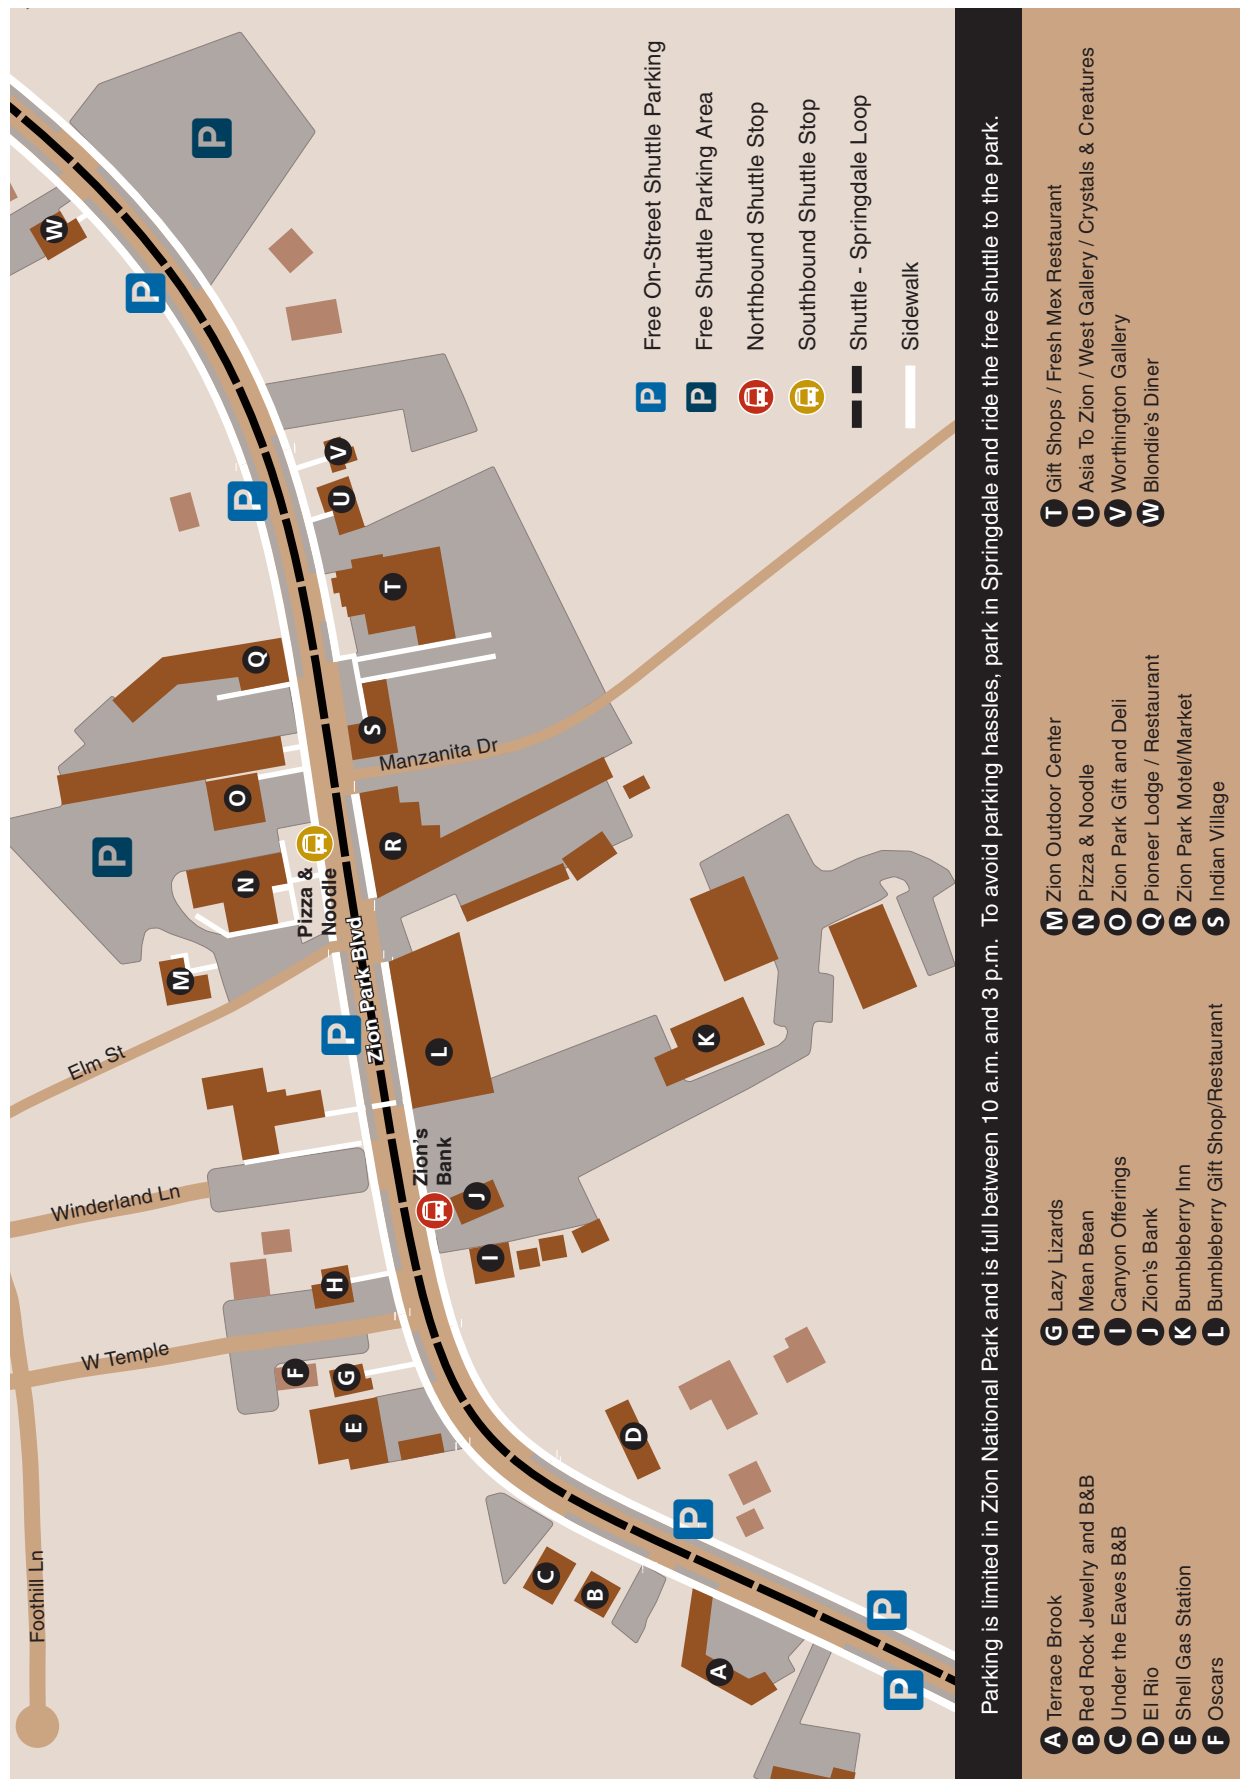 Foothill Ln
W Temple
Winderland Ln
Elm St
Manzanita Dr
Zion Park Blvd
Pizza &
Noodle
Zion's
Bank
P
P
P
P
P
P
P
P
A
B
C
D
E
F
G
H
I
J
K
L
M
N
O
Q
R
S
T
U
V
W
P Free On-Street Shuttle Parking
P Free Shuttle Parking Area
Northbound Shuttle Stop
Southbound Shuttle Stop
Shuttle - Springdale Loop
Sidewalk
Parking is limited in Zion National Park and is full between 10 a.m. and 3 p.m. To avoid parking hassles, park in Springdale and ride the free shuttle to the park.
A Terrace Brook
B Red Rock Jewelry and B&B
C Under the Eaves B&B
D El Rio
E Shell Gas Station
F Oscars
G Lazy Lizards
H Mean Bean
I Canyon Offerings
J Zion's Bank
K Bumbleberry Inn
L Bumbleberry Gift Shop/Restaurant
M Zion Outdoor Center
N Pizza & Noodle
O Zion Park Gift and Deli
Q Pioneer Lodge / Restaurant
R Zion Park Motel/Market
S Indian Village
T Gift Shops / Fresh Mex Restaurant
U Asia To Zion / West Gallery / Crystals & Creatures
V Worthington Gallery
W Blondie's Diner